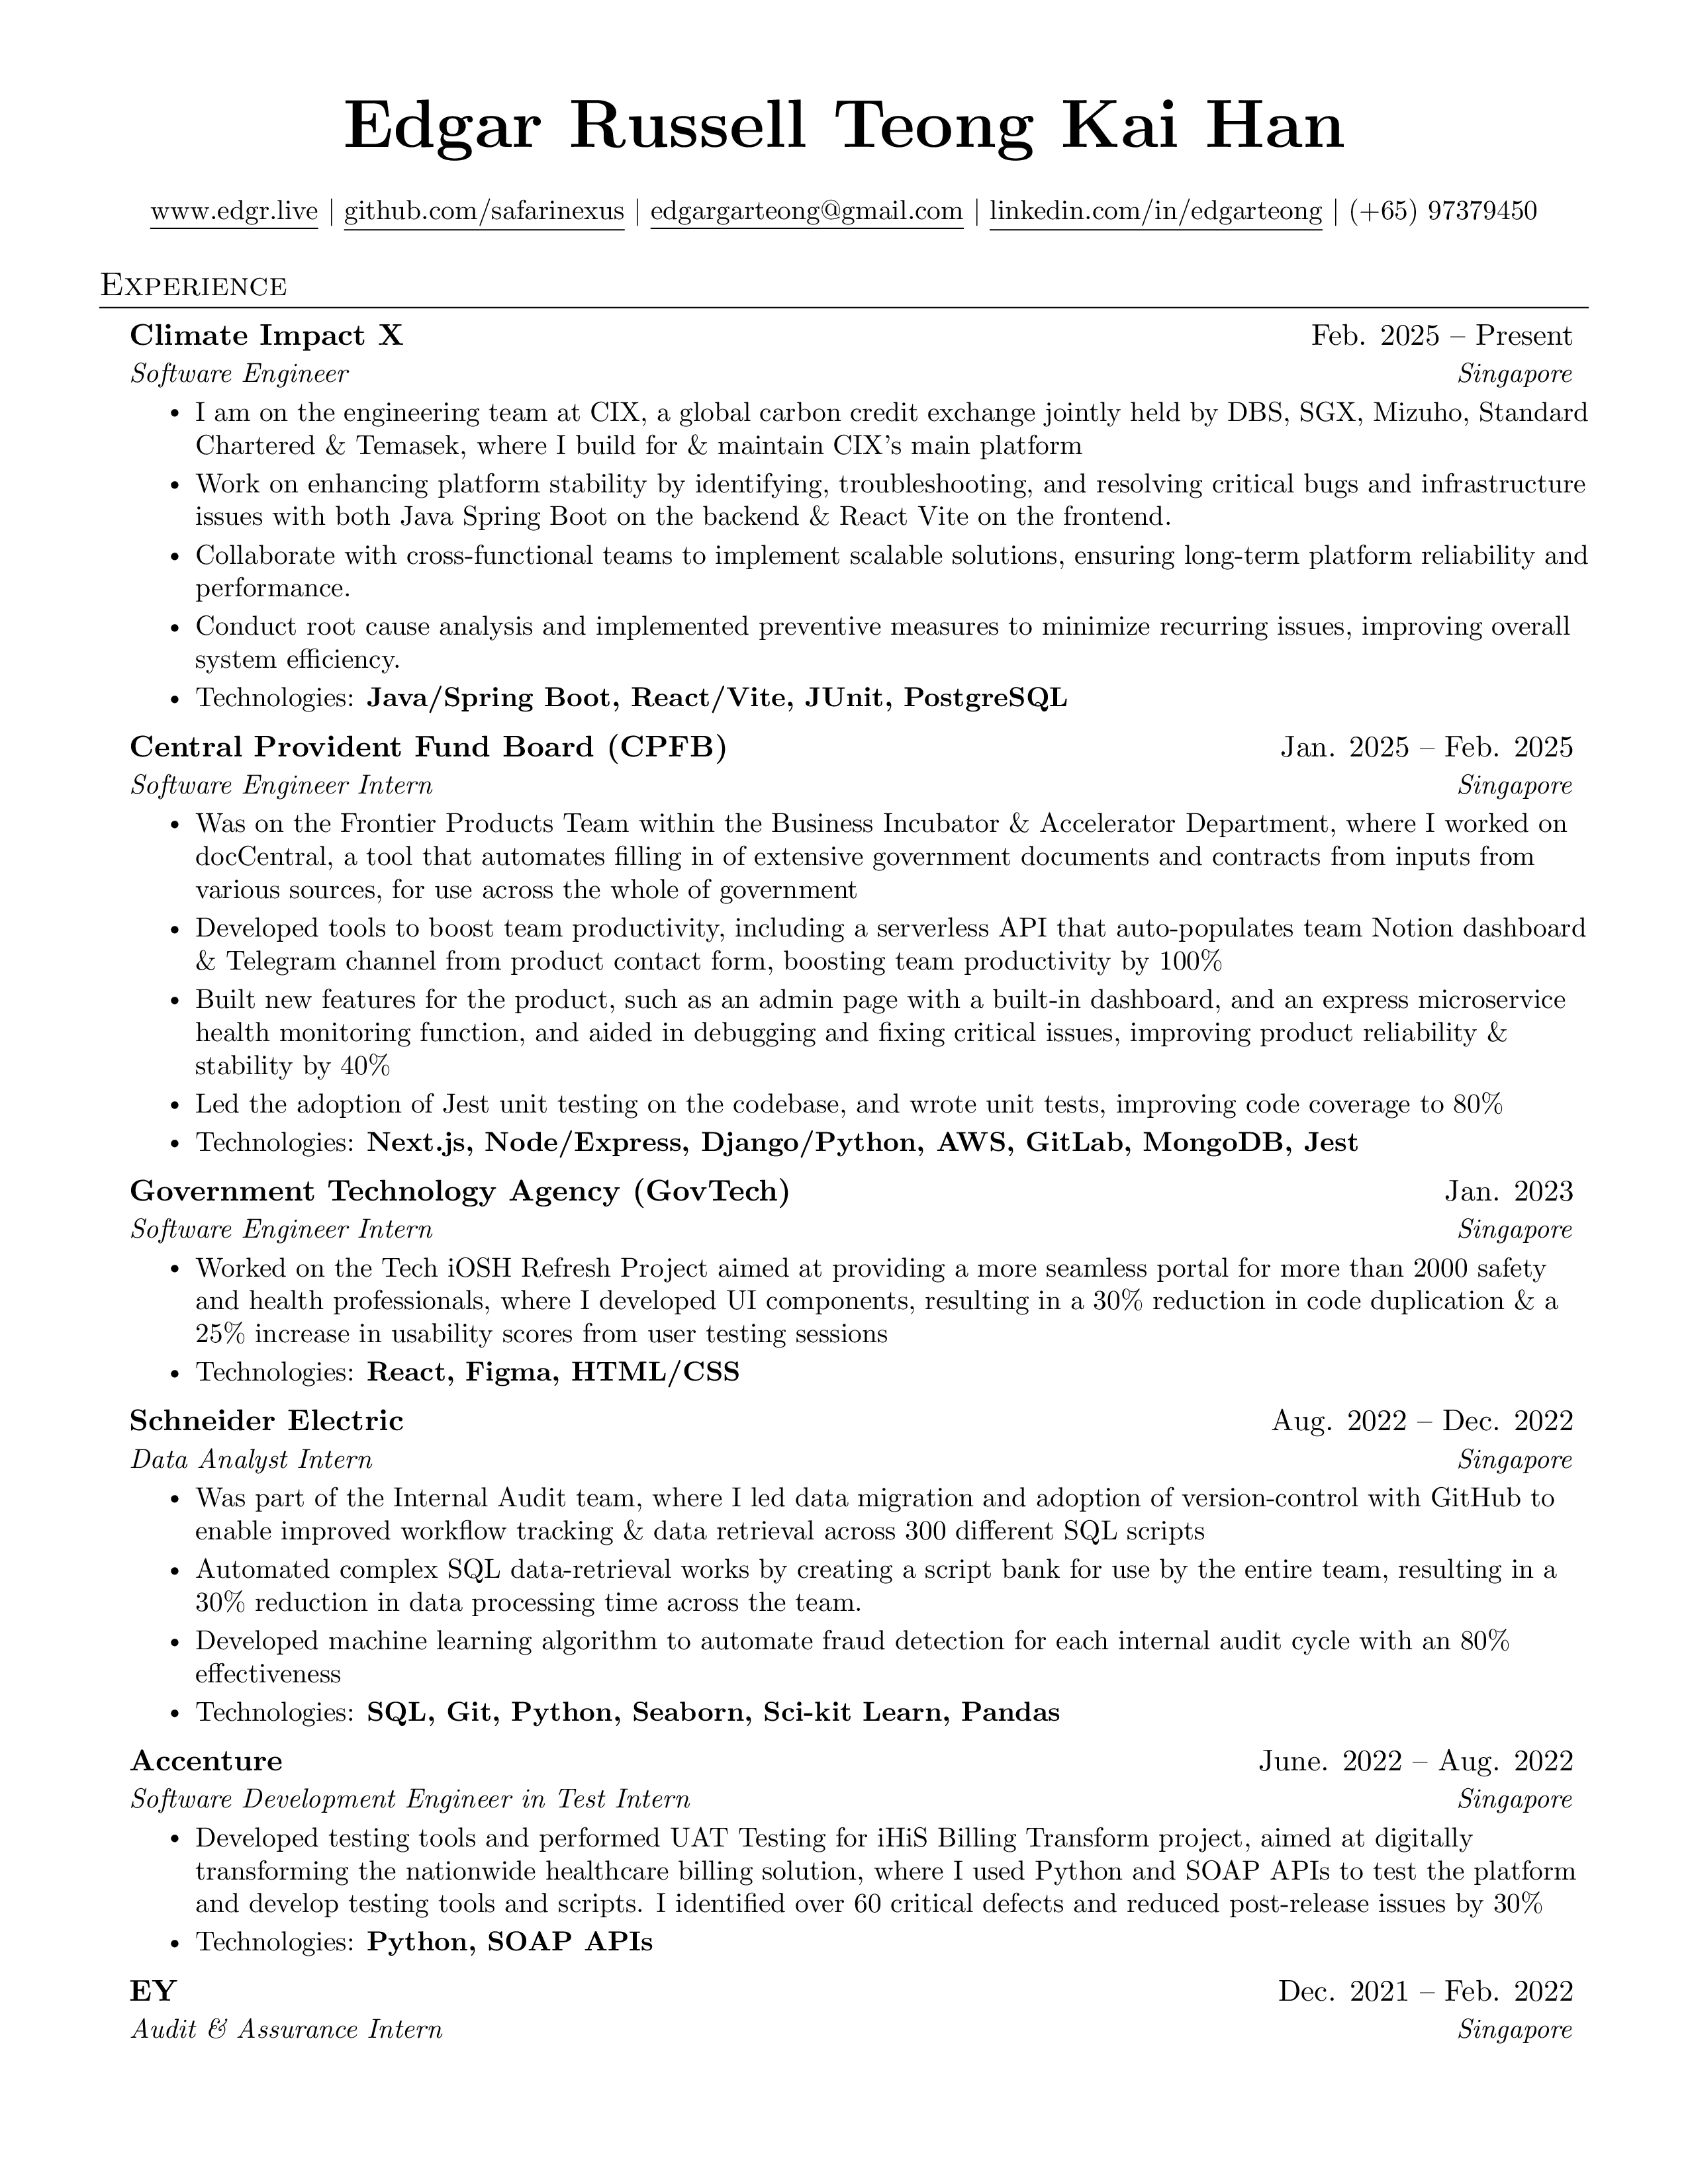 Edgar Russell Teong Kai Han
www.edgr.live | github.com/safarinexus | edgargarteong@gmail.com | linkedin.com/in/edgarteong | (+65) 97379450
Experience
Climate Impact X Feb. 2025 – Present
Software Engineer Singapore
• I am on the engineering team at CIX, a global carbon credit exchange jointly held by DBS, SGX, Mizuho, Standard
Chartered & Temasek, where I build for & maintain CIX's main platform
• Work on enhancing platform stability by identifying, troubleshooting, and resolving critical bugs and infrastructure
issues with both Java Spring Boot on the backend & React Vite on the frontend.
• Collaborate with cross-functional teams to implement scalable solutions, ensuring long-term platform reliability and
performance.
• Conduct root cause analysis and implemented preventive measures to minimize recurring issues, improving overall
system efficiency.
• Technologies: Java/Spring Boot, React/Vite, JUnit, PostgreSQL
Central Provident Fund Board (CPFB) Jan. 2025 – Feb. 2025
Software Engineer Intern Singapore
• Was on the Frontier Products Team within the Business Incubator & Accelerator Department, where I worked on
docCentral, a tool that automates filling in of extensive government documents and contracts from inputs from
various sources, for use across the whole of government
• Developed tools to boost team productivity, including a serverless API that auto-populates team Notion dashboard
& Telegram channel from product contact form, boosting team productivity by 100%
• Built new features for the product, such as an admin page with a built-in dashboard, and an express microservice
health monitoring function, and aided in debugging and fixing critical issues, improving product reliability &
stability by 40%
• Led the adoption of Jest unit testing on the codebase, and wrote unit tests, improving code coverage to 80%
• Technologies: Next.js, Node/Express, Django/Python, AWS, GitLab, MongoDB, Jest
Government Technology Agency (GovTech) Jan. 2023
Software Engineer Intern Singapore
• Worked on the Tech iOSH Refresh Project aimed at providing a more seamless portal for more than 2000 safety
and health professionals, where I developed UI components, resulting in a 30% reduction in code duplication & a
25% increase in usability scores from user testing sessions
• Technologies: React, Figma, HTML/CSS
Schneider Electric Aug. 2022 – Dec. 2022
Data Analyst Intern Singapore
• Was part of the Internal Audit team, where I led data migration and adoption of version-control with GitHub to
enable improved workflow tracking & data retrieval across 300 different SQL scripts
• Automated complex SQL data-retrieval works by creating a script bank for use by the entire team, resulting in a
30% reduction in data processing time across the team.
• Developed machine learning algorithm to automate fraud detection for each internal audit cycle with an 80%
effectiveness
• Technologies: SQL, Git, Python, Seaborn, Sci-kit Learn, Pandas
Accenture June. 2022 – Aug. 2022
Software Development Engineer in Test Intern Singapore
• Developed testing tools and performed UAT Testing for iHiS Billing Transform project, aimed at digitally
transforming the nationwide healthcare billing solution, where I used Python and SOAP APIs to test the platform
and develop testing tools and scripts. I identified over 60 critical defects and reduced post-release issues by 30%
• Technologies: Python, SOAP APIs
EY Dec. 2021 – Feb. 2022
Audit & Assurance Intern Singapore